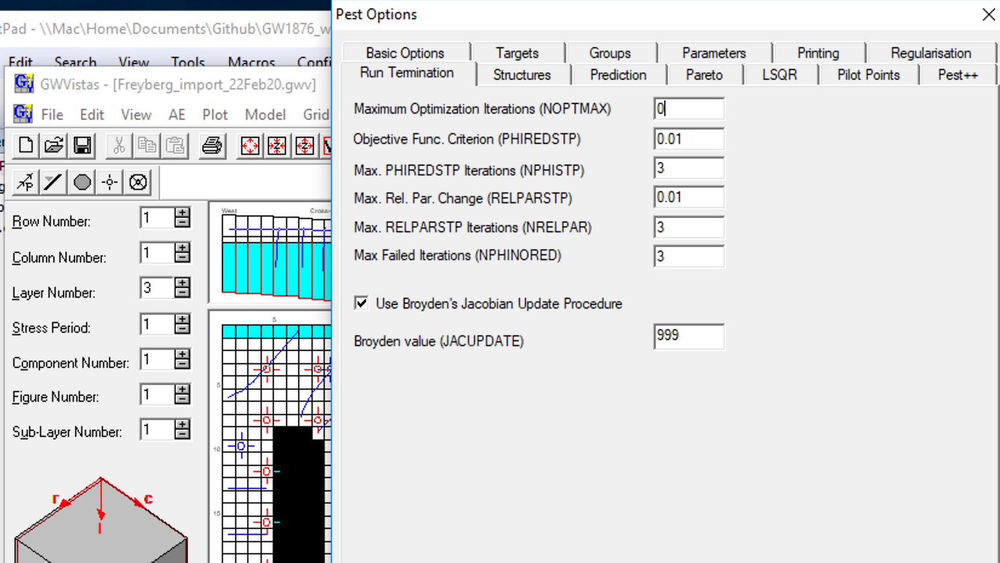 tPad - \\Mac\Home\Documents\Github\GW1876_w
Edit Search View Tools Macros Confi
GWVistas - [Freyberg_import_22Feb20.gwv]
File Edit View AE Plot Model Grid
Row Number: 1
Column Number: 1
Layer Number: 3
Stress Period: 1
Component Number: 1
Figure Number: 1
Sub-Layer Number: 1
r c
l
West Cross-
5
5
10
15
Pest Options
Basic Options Targets Groups Parameters Printing Regularisation
Run Termination Structures Prediction Pareto LSQR Pilot Points Pest++
Maximum Optimization Iterations (NOPTMAX) 0
Objective Func. Criterion (PHIREDSTP) 0.01
Max. PHIREDSTP Iterations (NPHISTP) 3
Max. Rel. Par. Change (RELPARSTP) 0.01
Max. RELPARSTP Iterations (NRELPAR) 3
Max Failed Iterations (NPHINORED) 3
Use Broyden's Jacobian Update Procedure
Broyden value (JACUPDATE) 999